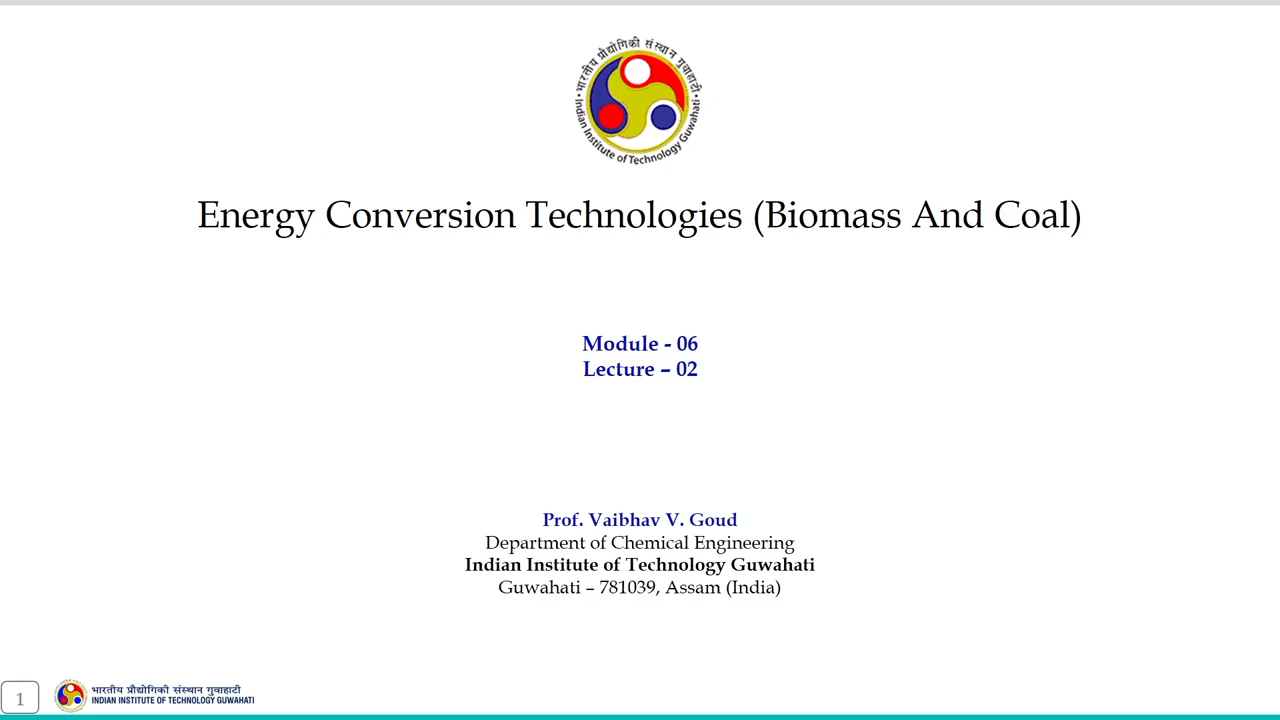 • भारतीय प्रौद्योगिकी संस्थान गुवाहाटी •
Indian Institute of Technology Guwahati
Energy Conversion Technologies (Biomass And Coal)
Module - 06
Lecture – 02
Prof. Vaibhav V. Goud
Department of Chemical Engineering
Indian Institute of Technology Guwahati
Guwahati – 781039, Assam (India)
1
भारतीय प्रौद्योगिकी संस्थान गुवाहाटी
INDIAN INSTITUTE OF TECHNOLOGY GUWAHATI